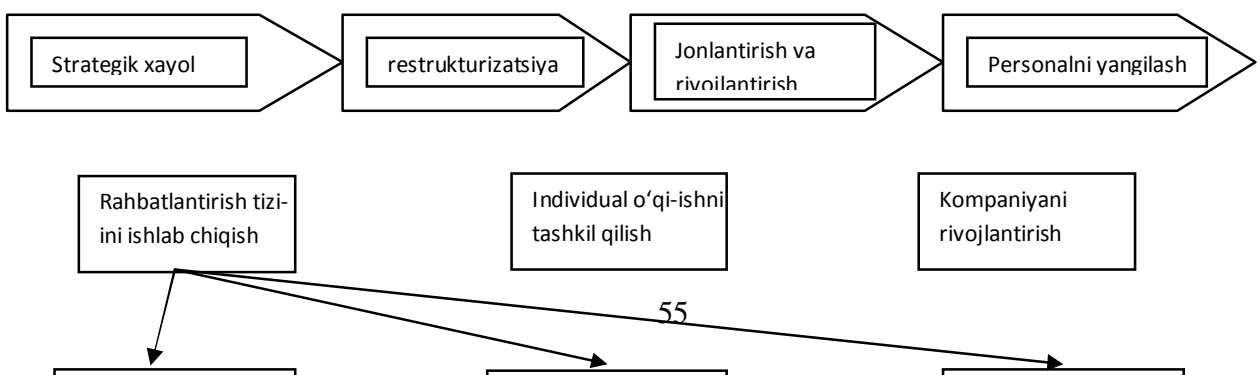 Strategik xayol
restrukturizatsiya
Jonlantirish va
rivojlantirish
Personalni yangilash
Rahbatlantirish tizi-
ini ishlab chiqish
Individual o‘qi-ishni
tashkil qilish
Kompaniyani
rivojlantirish
55